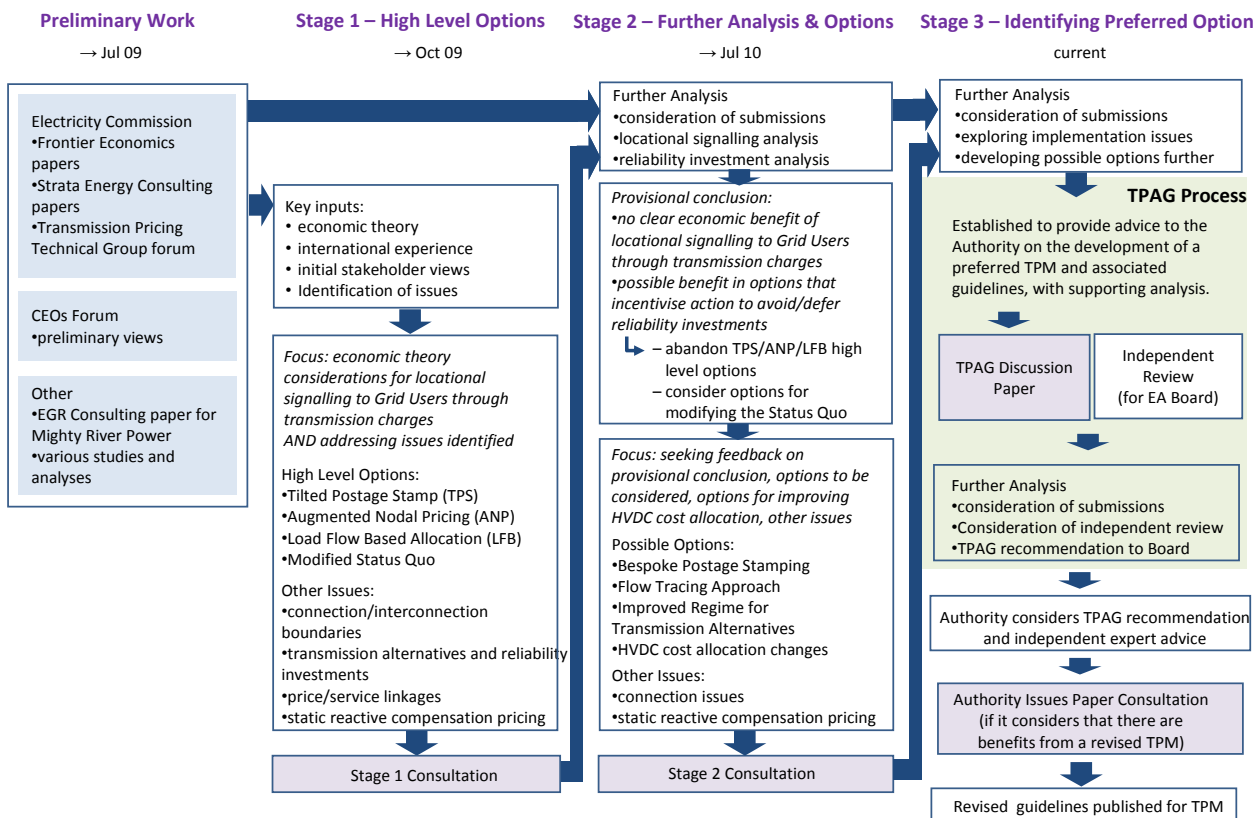 Preliminary Work
→ Jul 09
Electricity Commission
•Frontier Economics
papers
•Strata Energy Consulting
papers
•Transmission Pricing
Technical Group forum
CEOs Forum
•preliminary views
Other
•EGR Consulting paper for
Mighty River Power
•various studies and
analyses
Stage 1 – High Level Options
→ Oct 09
Key inputs:
• economic theory
• international experience
• initial stakeholder views
• Identification of issues
Focus: economic theory
considerations for locational
signalling to Grid Users through
transmission charges
AND addressing issues identified
High Level Options:
•Tilted Postage Stamp (TPS)
•Augmented Nodal Pricing (ANP)
•Load Flow Based Allocation (LFB)
•Modified Status Quo
Other Issues:
•connection/interconnection
boundaries
•transmission alternatives and reliability
investments
•price/service linkages
•static reactive compensation pricing
Stage 1 Consultation
Stage 2 – Further Analysis & Options
→ Jul 10
Further Analysis
•consideration of submissions
•locational signalling analysis
•reliability investment analysis
Provisional conclusion:
•no clear economic benefit of
locational signalling to Grid Users
through transmission charges
•possible benefit in options that
incentivise action to avoid/defer
reliability investments
– abandon TPS/ANP/LFB high
level options
– consider options for
modifying the Status Quo
Focus: seeking feedback on
provisional conclusion, options to be
considered, options for improving
HVDC cost allocation, other issues
Possible Options:
•Bespoke Postage Stamping
•Flow Tracing Approach
•Improved Regime for
Transmission Alternatives
•HVDC cost allocation changes
Other Issues:
•connection issues
•static reactive compensation pricing
Stage 2 Consultation
Stage 3 – Identifying Preferred Option
current
Further Analysis
•consideration of submissions
•exploring implementation issues
•developing possible options further
TPAG Process
Established to provide advice to the
Authority on the development of a
preferred TPM and associated
guidelines, with supporting analysis.
TPAG Discussion
Paper
Independent
Review
(for EA Board)
Further Analysis
•consideration of submissions
•Consideration of independent review
•TPAG recommendation to Board
Authority considers TPAG recommendation
and independent expert advice
Authority Issues Paper Consultation
(if it considers that there are
benefits from a revised TPM)
Revised guidelines published for TPM